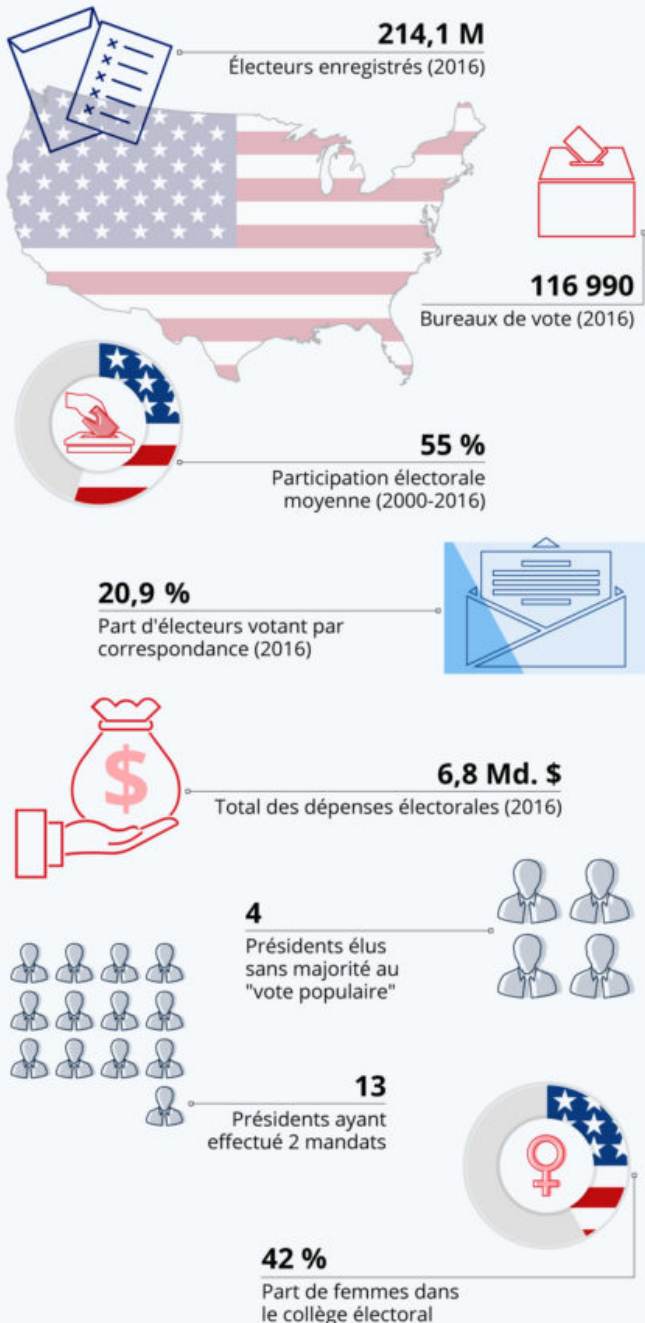 214,1 M
Électeurs enregistrés (2016)
116 990
Bureaux de vote (2016)
55 %
Participation électorale
moyenne (2000-2016)
20,9 %
Part d'électeurs votant par
correspondance (2016)
$
6,8 Md. $
Total des dépenses électorales (2016)
4
Présidents élus
sans majorité au
"vote populaire"
13
Présidents ayant
effectué 2 mandats
42 %
Part de femmes dans
le collège électoral